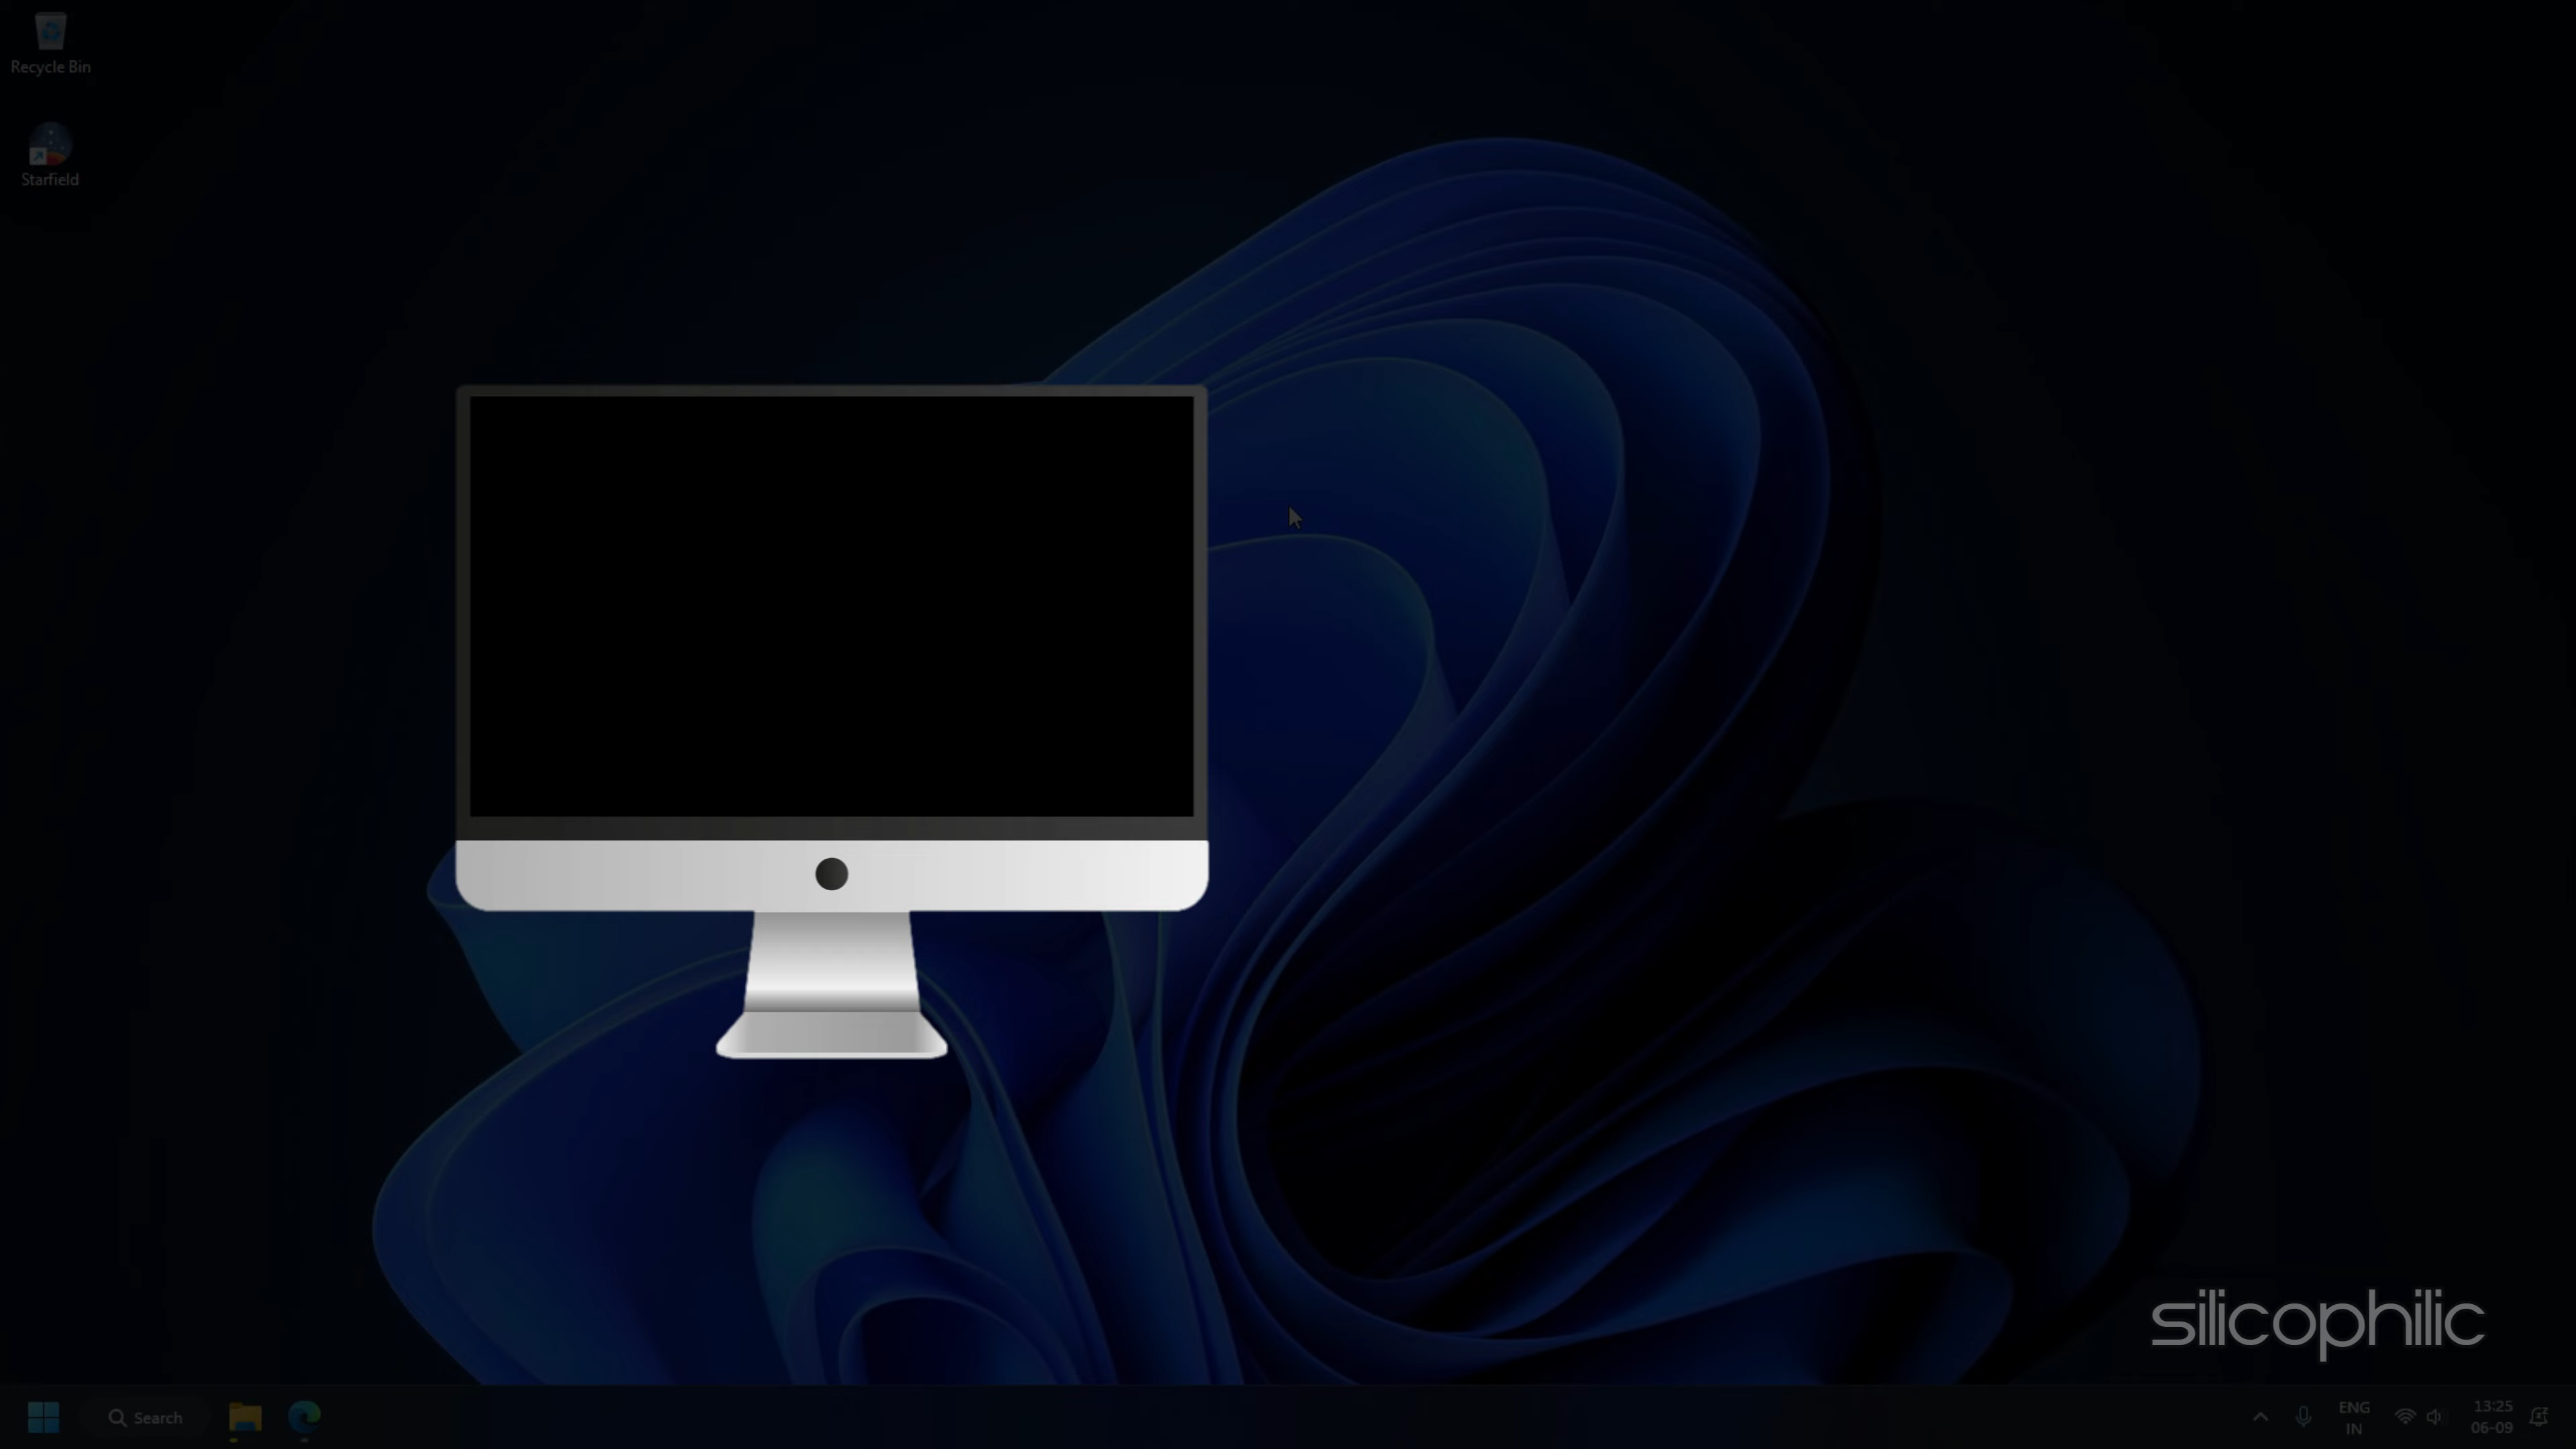 Recycle Bin
Starfield
silicophilic
Search
ENG
IN
13:25
06-09